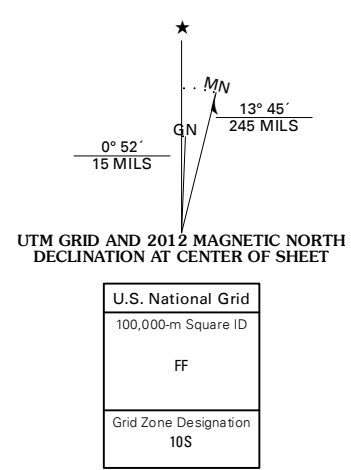 MN
13° 45´
245 MILS
GN
0° 52´
15 MILS
UTM GRID AND 2012 MAGNETIC NORTH
DECLINATION AT CENTER OF SHEET
U.S. National Grid
100,000-m Square ID
FF
Grid Zone Designation
10S